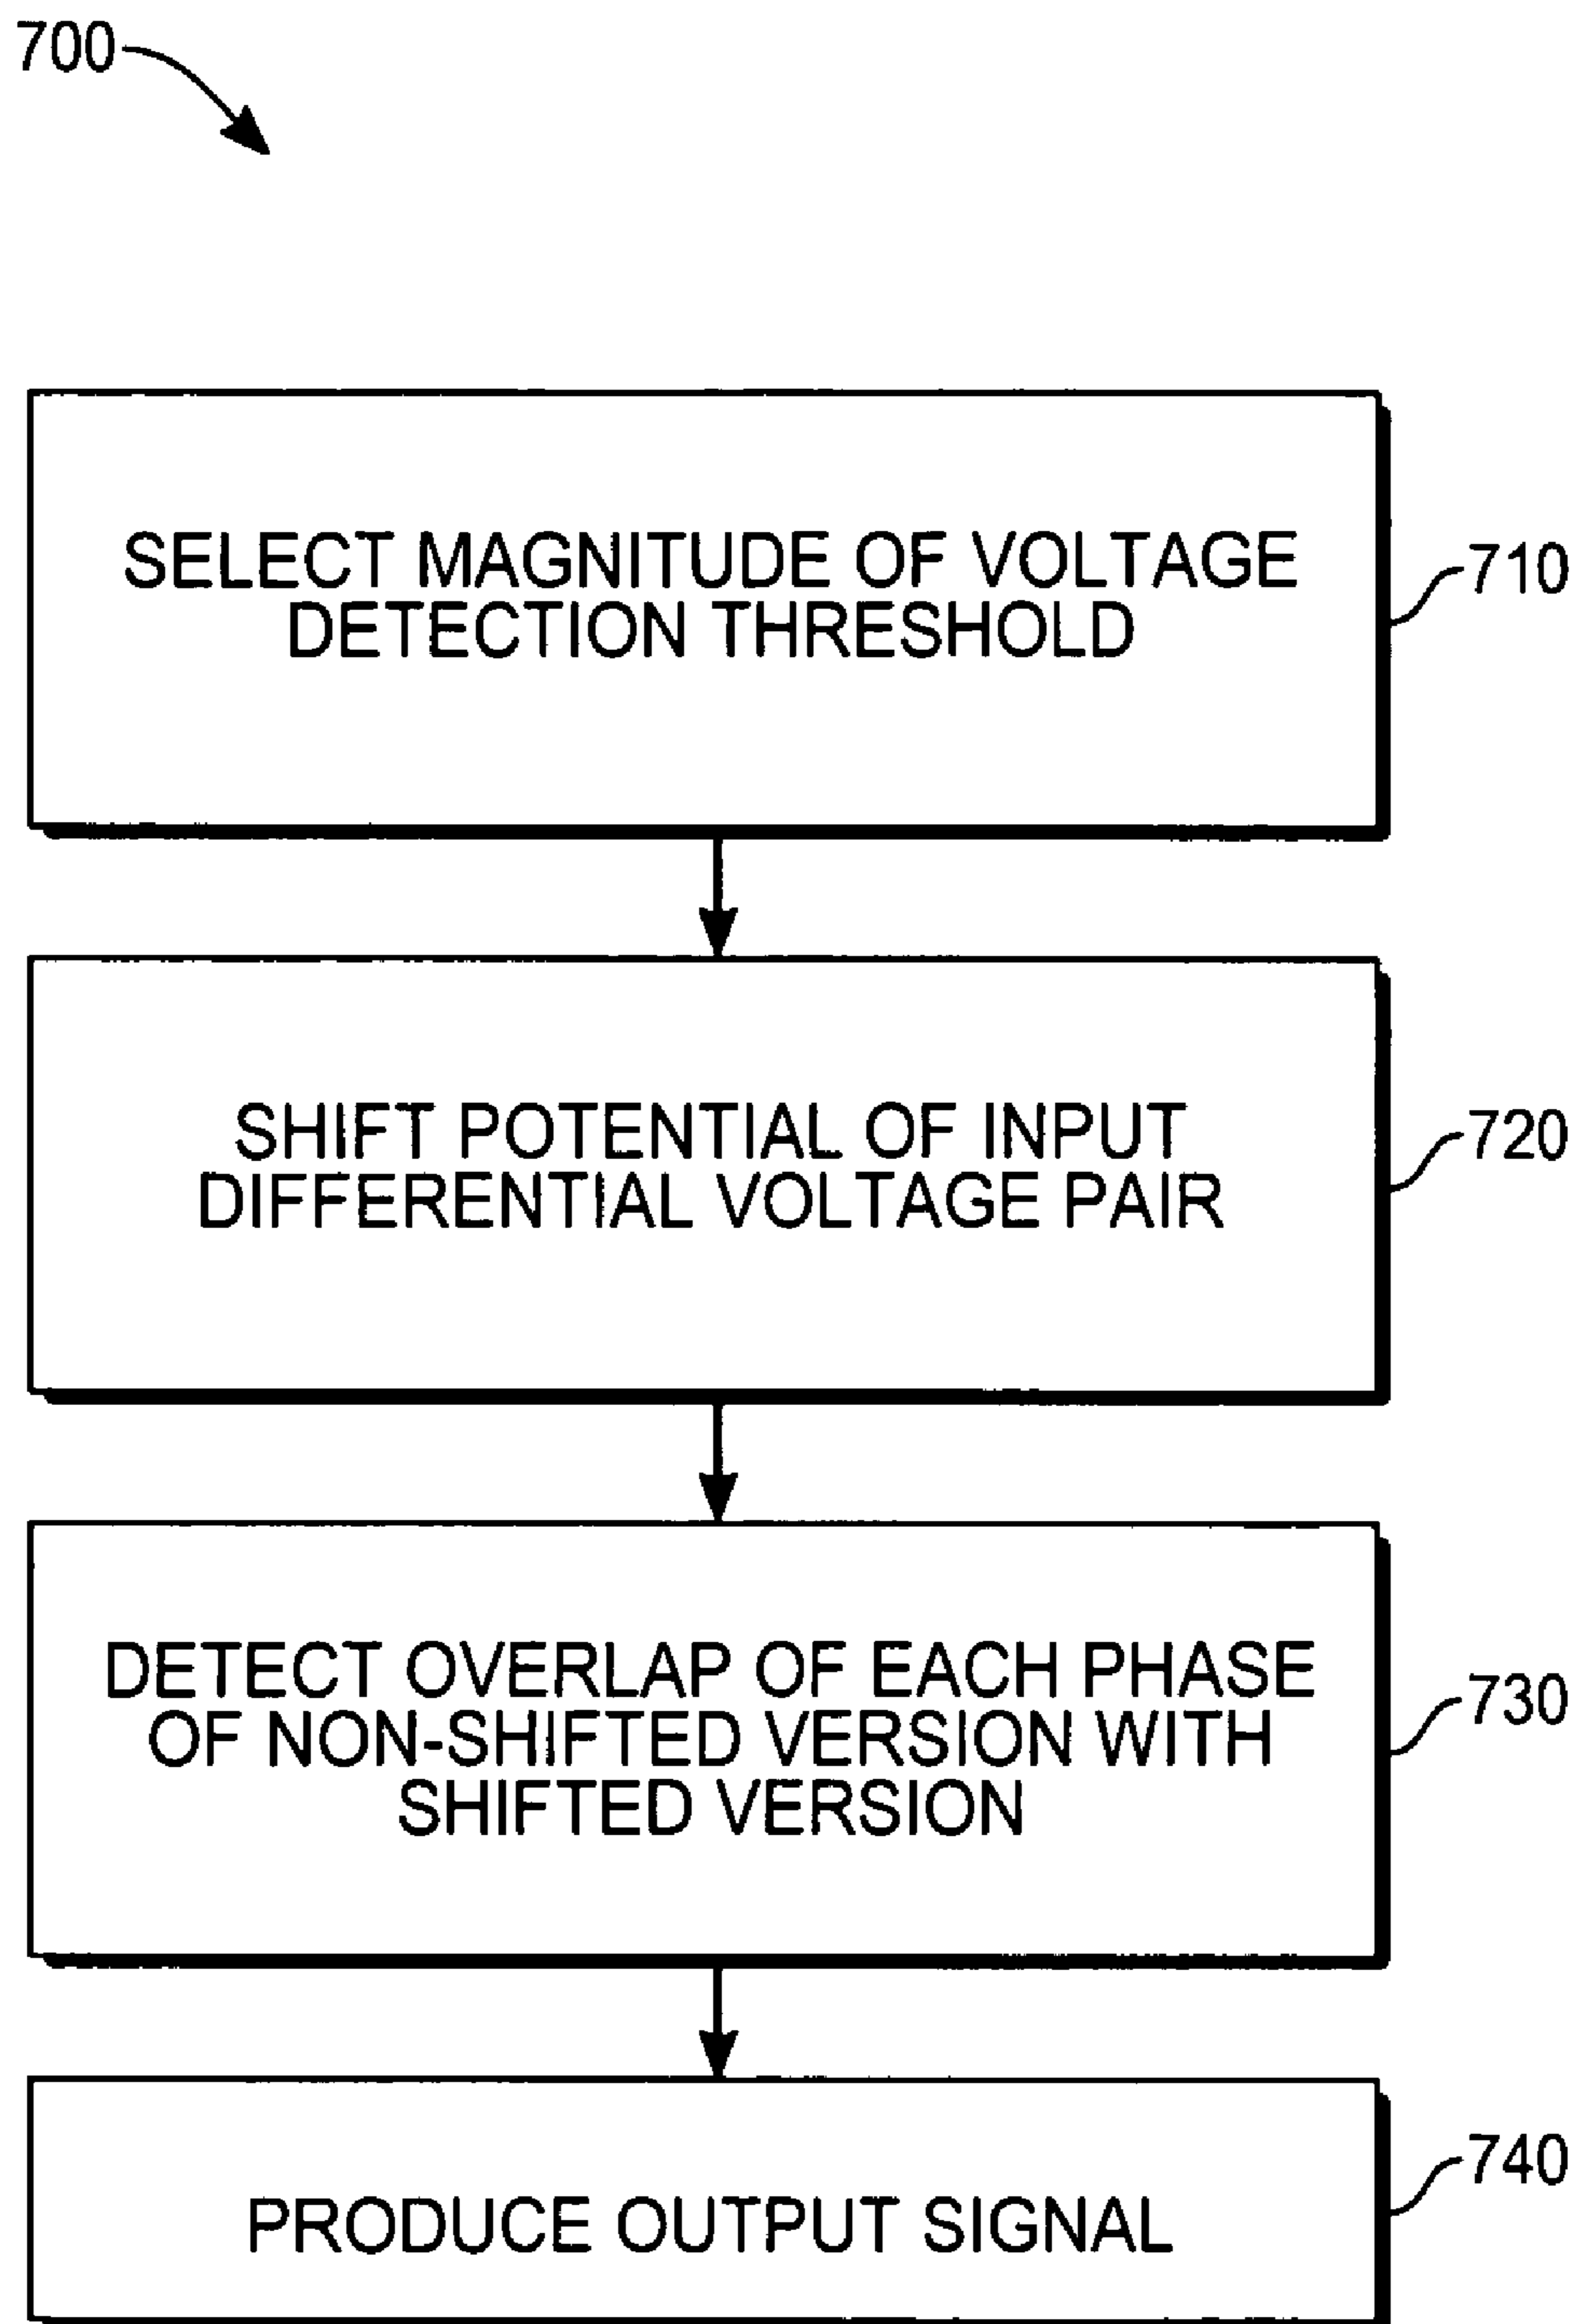 700
SELECT MAGNITUDE OF VOLTAGE
DETECTION THRESHOLD
710
SHIFT POTENTIAL OF INPUT
DIFFERENTIAL VOLTAGE PAIR
720
DETECT OVERLAP OF EACH PHASE
OF NON-SHIFTED VERSION WITH
SHIFTED VERSION
730
PRODUCE OUTPUT SIGNAL
740